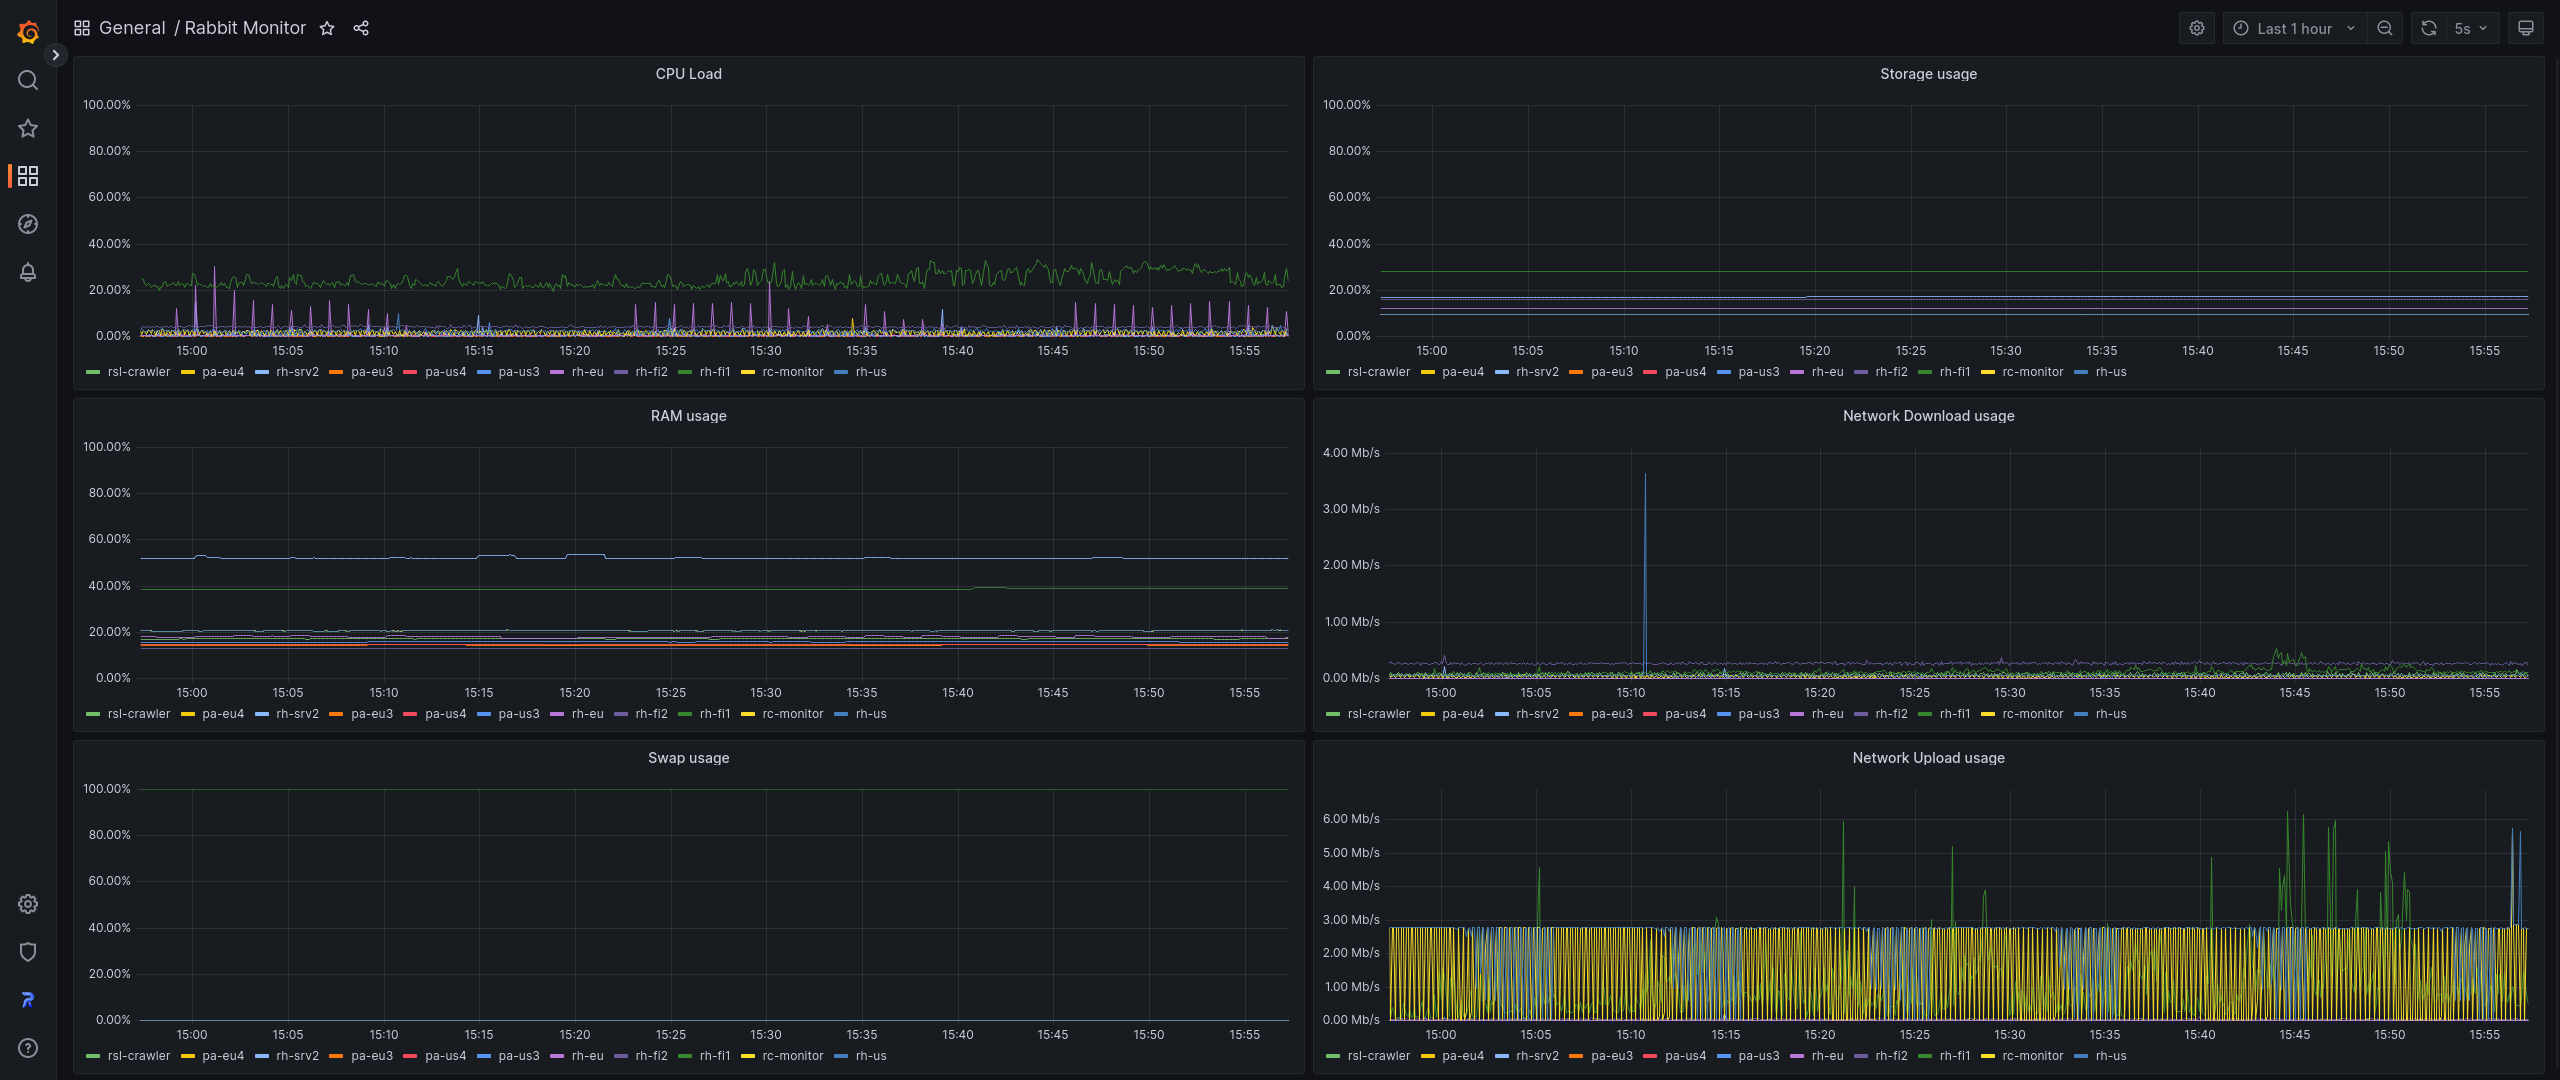 General / Rabbit Monitor
Last 1 hour
5s
CPU Load
100.00%
80.00%
60.00%
40.00%
20.00%
0.00%
15:00 15:05 15:10 15:15 15:20 15:25 15:30 15:35 15:40 15:45 15:50 15:55
rsl-crawler pa-eu4 rh-srv2 pa-eu3 pa-us4 pa-us3 rh-eu rh-fi2 rh-fi1 rc-monitor rh-us
Storage usage
100.00%
80.00%
60.00%
40.00%
20.00%
0.00%
15:00 15:05 15:10 15:15 15:20 15:25 15:30 15:35 15:40 15:45 15:50 15:55
rsl-crawler pa-eu4 rh-srv2 pa-eu3 pa-us4 pa-us3 rh-eu rh-fi2 rh-fi1 rc-monitor rh-us
RAM usage
100.00%
80.00%
60.00%
40.00%
20.00%
0.00%
15:00 15:05 15:10 15:15 15:20 15:25 15:30 15:35 15:40 15:45 15:50 15:55
rsl-crawler pa-eu4 rh-srv2 pa-eu3 pa-us4 pa-us3 rh-eu rh-fi2 rh-fi1 rc-monitor rh-us
Network Download usage
4.00 Mb/s
3.00 Mb/s
2.00 Mb/s
1.00 Mb/s
0.00 Mb/s
15:00 15:05 15:10 15:15 15:20 15:25 15:30 15:35 15:40 15:45 15:50 15:55
rsl-crawler pa-eu4 rh-srv2 pa-eu3 pa-us4 pa-us3 rh-eu rh-fi2 rh-fi1 rc-monitor rh-us
Swap usage
100.00%
80.00%
60.00%
40.00%
20.00%
0.00%
15:00 15:05 15:10 15:15 15:20 15:25 15:30 15:35 15:40 15:45 15:50 15:55
rsl-crawler pa-eu4 rh-srv2 pa-eu3 pa-us4 pa-us3 rh-eu rh-fi2 rh-fi1 rc-monitor rh-us
Network Upload usage
6.00 Mb/s
5.00 Mb/s
4.00 Mb/s
3.00 Mb/s
2.00 Mb/s
1.00 Mb/s
0.00 Mb/s
15:00 15:05 15:10 15:15 15:20 15:25 15:30 15:35 15:40 15:45 15:50 15:55
rsl-crawler pa-eu4 rh-srv2 pa-eu3 pa-us4 pa-us3 rh-eu rh-fi2 rh-fi1 rc-monitor rh-us